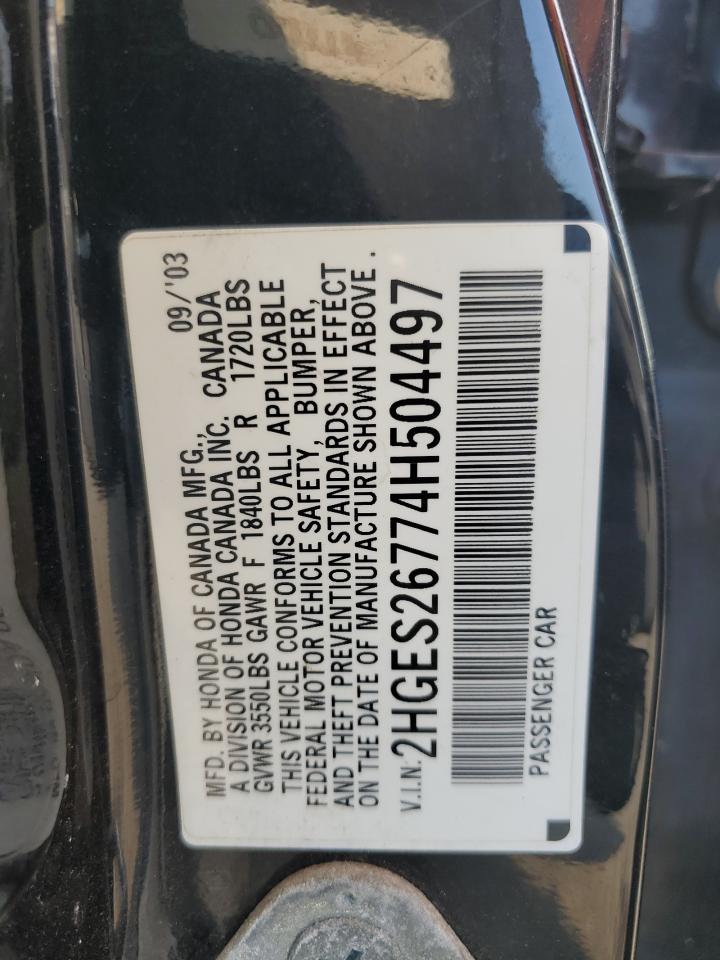 09/'03
MFD. BY HONDA OF CANADA MFG.,
A DIVISION OF HONDA CANADA INC. CANADA
GVWR 3550LBS GAWR F 1840LBS R 1720LBS
THIS VEHICLE CONFORMS TO ALL APPLICABLE
FEDERAL MOTOR VEHICLE SAFETY, BUMPER,
AND THEFT PREVENTION STANDARDS IN EFFECT
ON THE DATE OF MANUFACTURE SHOWN ABOVE.
V.I.N: 2HGES26774H504497
PASSENGER CAR